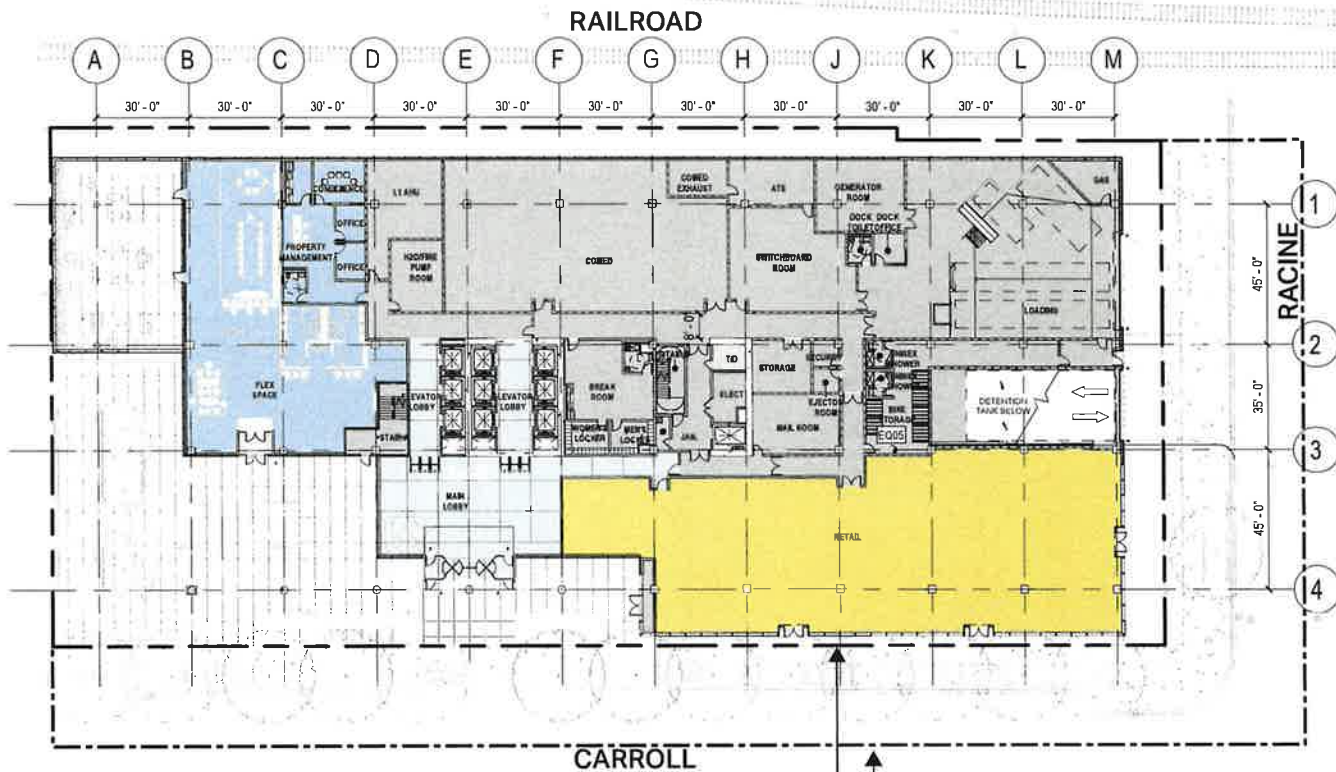 RAILROAD
A B C D E F G H J K L M
30' - 0" 30' - 0" 30' - 0" 30' - 0" 30' - 0" 30' - 0" 30' - 0" 30' - 0" 30' - 0" 30' - 0" 30' - 0"
CONFERENCE
L1 AHU
COMED
EXHAUST
ATS
GENERATOR
ROOM
GAS
1
OFFICE
DOCK DOCK
TOILET OFFICE
PROPERTY
MANAGEMENT
OFFICE
H2O/FIRE
PUMP
ROOM
COMED
SWITCHBOARD
ROOM
LOADING
45' - 0"
RACINE
2
FLEX
SPACE
ELEVATOR
LOBBY
ELEVATOR
LOBBY
BREAK
ROOM
T/D
ELECT
STORAGE
SECURITY
EJECTOR
ROOM
MAIL ROOM
BIKE
STORAGE
EQ05
DETENTION
TANK BELOW
35' - 0"
WOMEN'S
LOCKER
MEN'S
LOCKER
JAN.
3
MAIN
LOBBY
RETAIL
45' - 0"
4
CARROLL